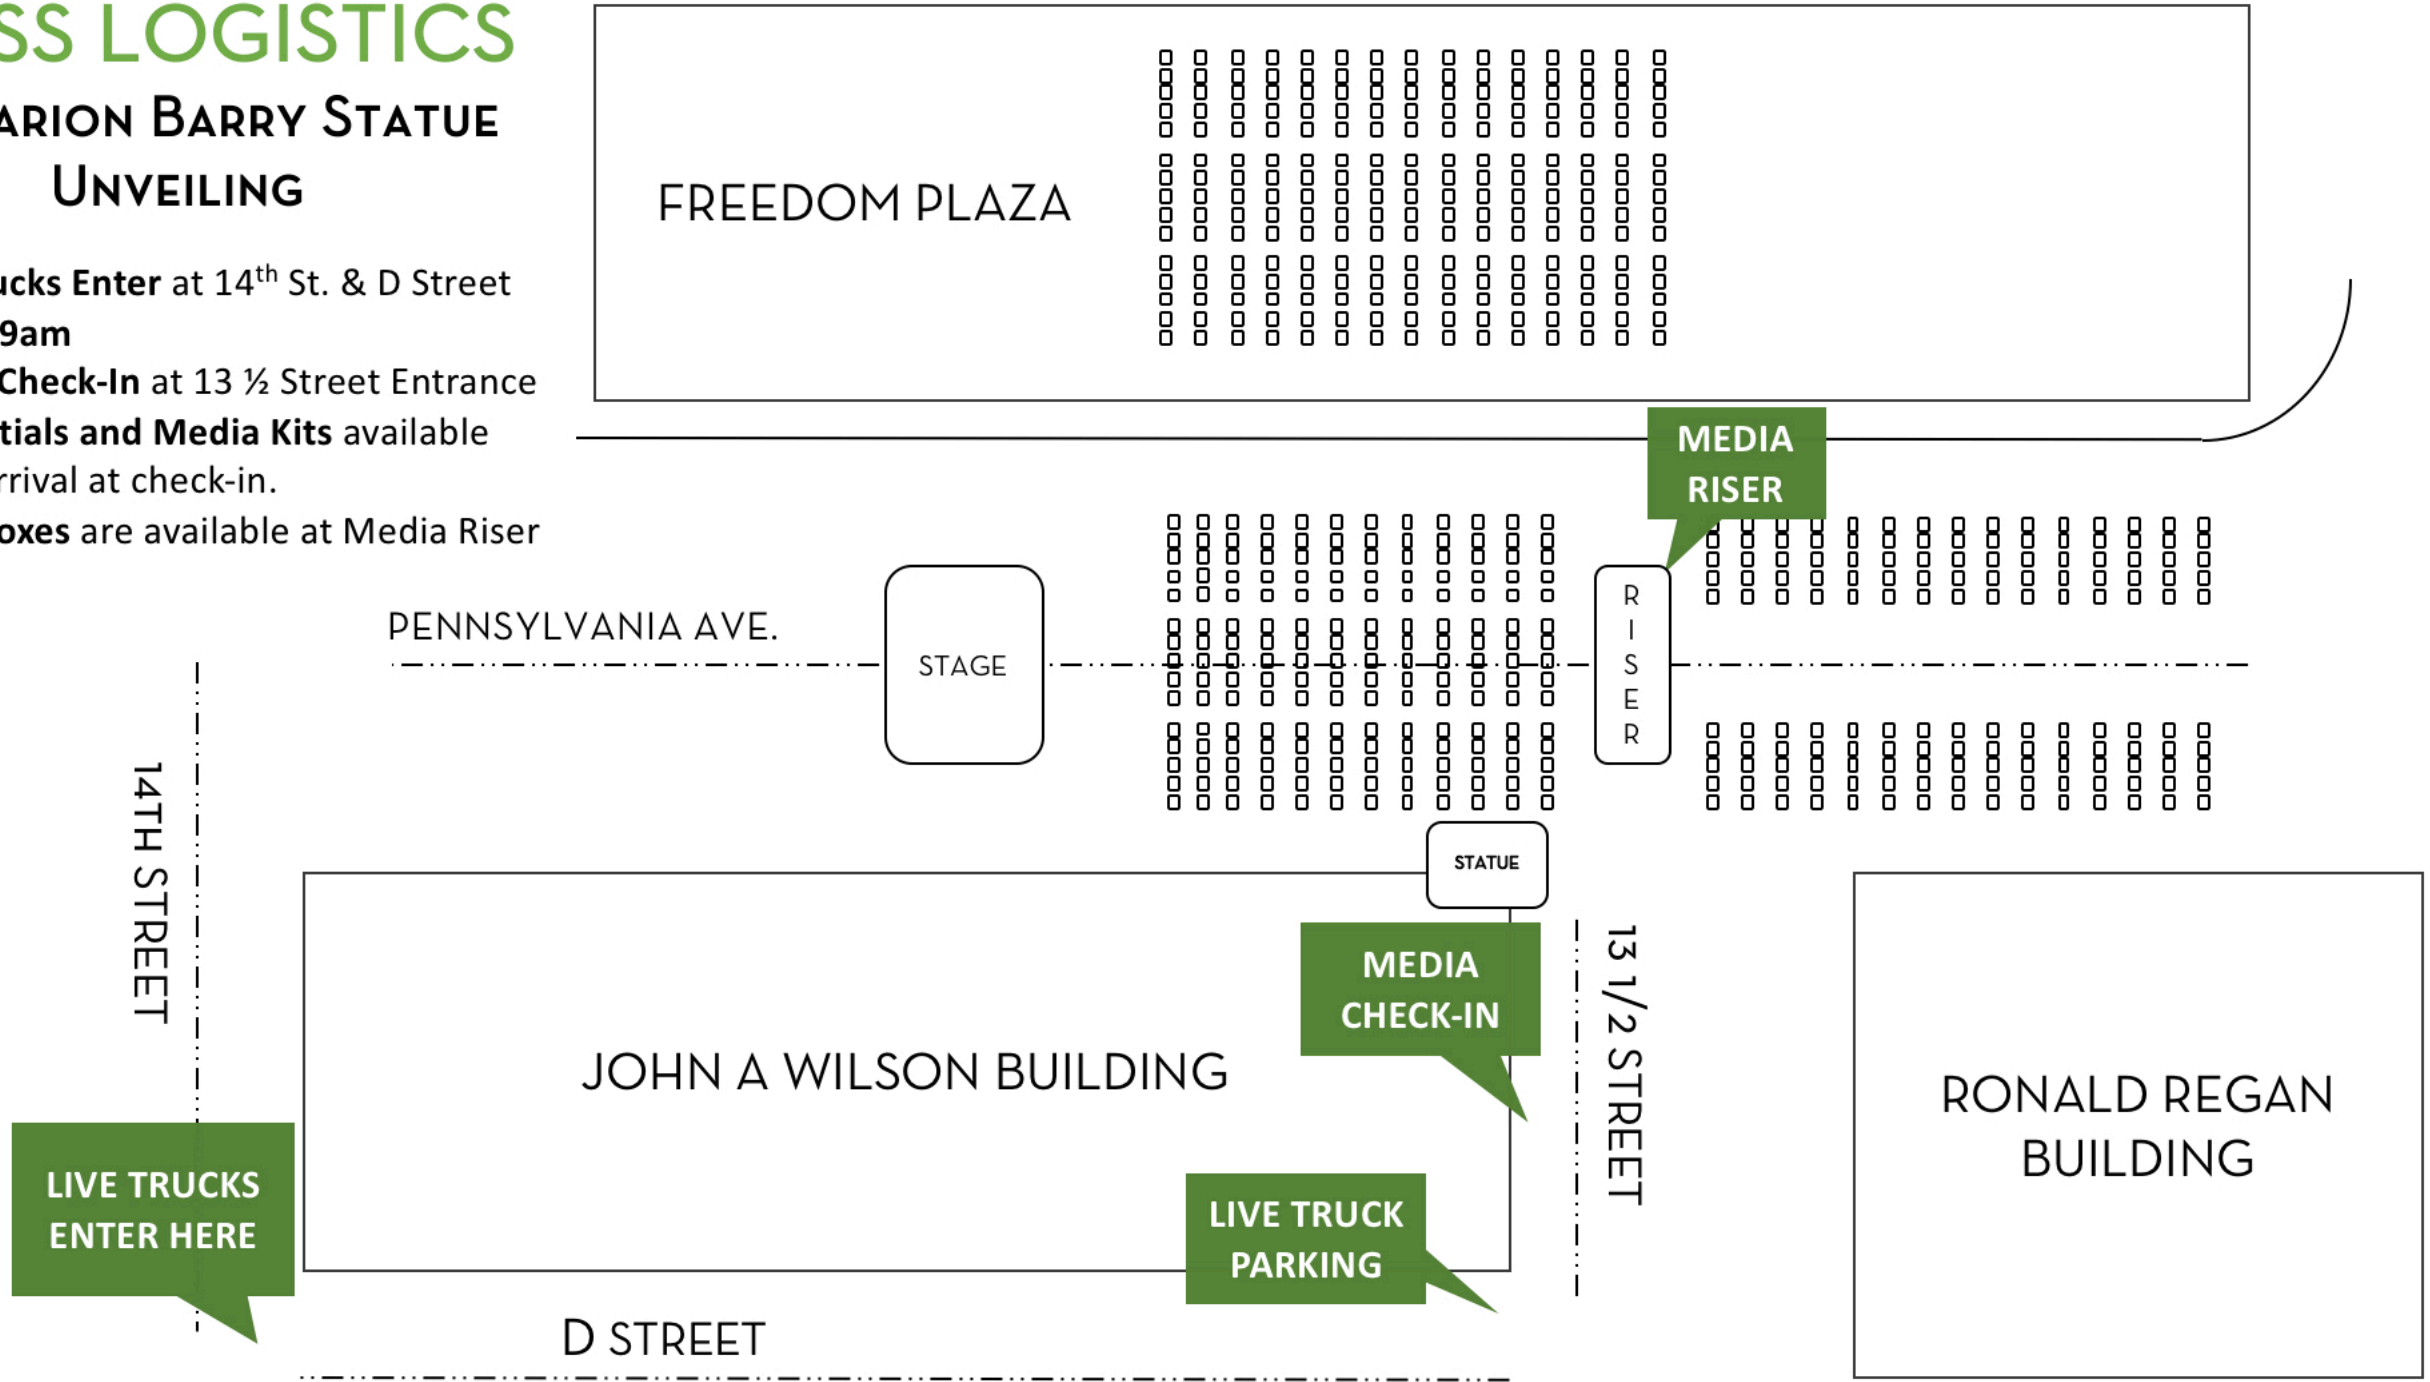 SS LOGISTICS
ARION BARRY STATUE
UNVEILING
ucks Enter at 14th St. & D Street
9am
Check-In at 13 ½ Street Entrance
tials and Media Kits available
rrival at check-in.
oxes are available at Media Riser
FREEDOM PLAZA
MEDIA
RISER
PENNSYLVANIA AVE.
STAGE
RISER
STATUE
14TH STREET
13 1/2 STREET
MEDIA
CHECK-IN
JOHN A WILSON BUILDING
RONALD REGAN
BUILDING
LIVE TRUCKS
ENTER HERE
LIVE TRUCK
PARKING
D STREET